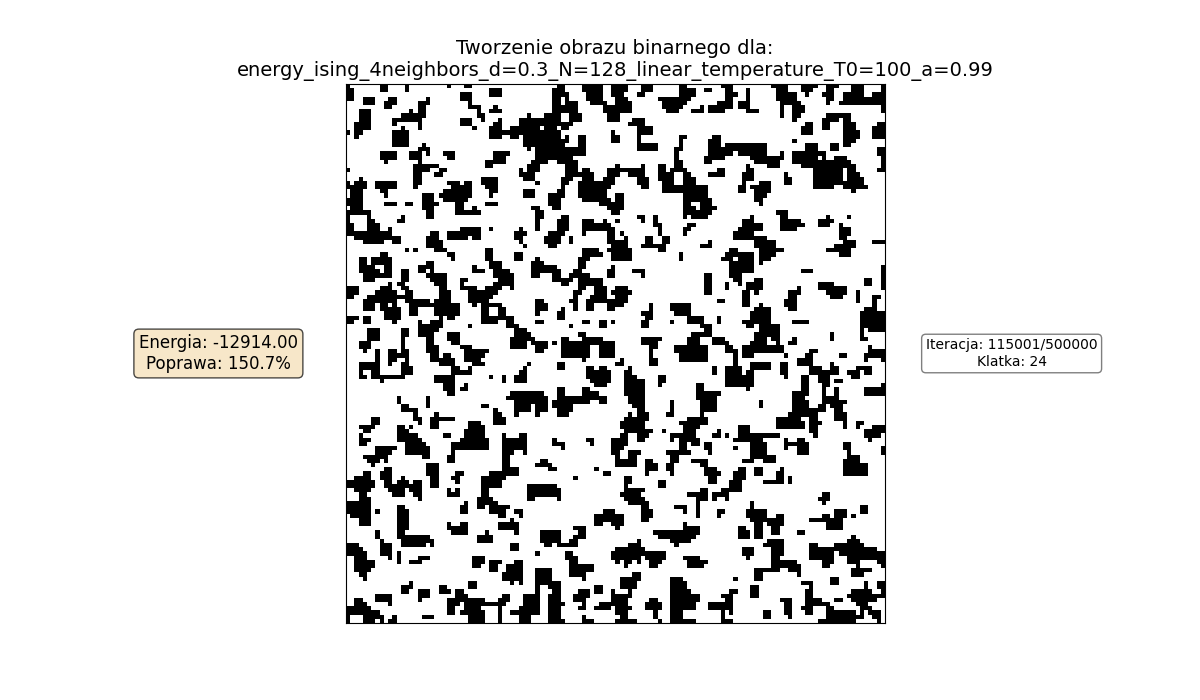 Tworzenie obrazu binarnego dla:
energy_ising_4neighbors_d=0.3_N=128_linear_temperature_T0=100_a=0.99
Energia: -12914.00
Poprawa: 150.7%
Iteracja: 115001/500000
Klatka: 24